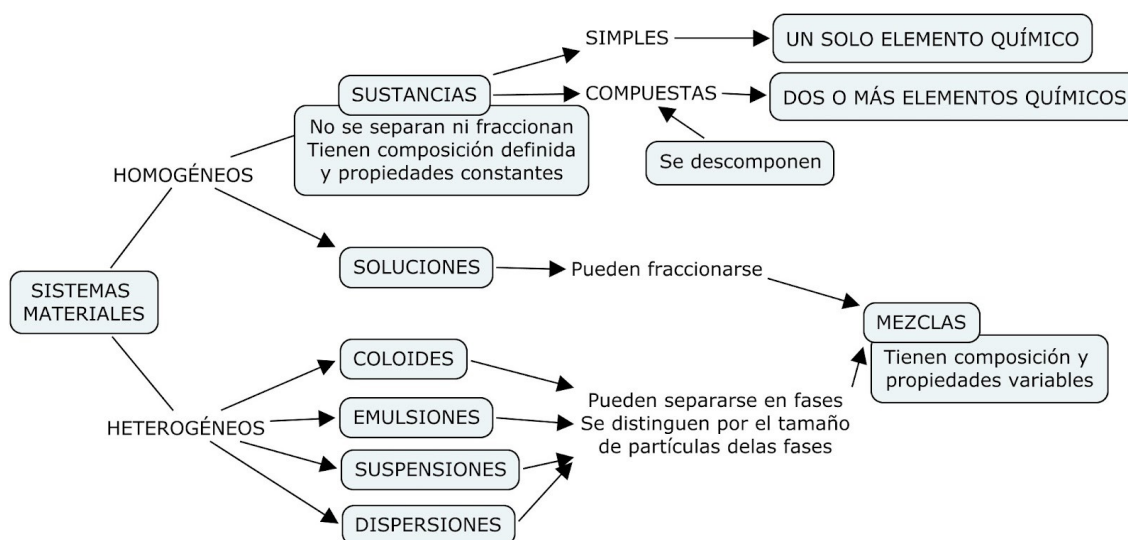 SIMPLES
UN SOLO ELEMENTO QUÍMICO
SUSTANCIAS
COMPUESTAS
DOS O MÁS ELEMENTOS QUÍMICOS
No se separan ni fraccionan
Tienen composición definida
y propiedades constantes
Se descomponen
HOMOGÉNEOS
SOLUCIONES
Pueden fraccionarse
SISTEMAS
MATERIALES
MEZCLAS
Tienen composición y
propiedades variables
COLOIDES
EMULSIONES
HETEROGÉNEOS
SUSPENSIONES
DISPERSIONES
Pueden separarse en fases
Se distinguen por el tamaño
de partículas delas fases